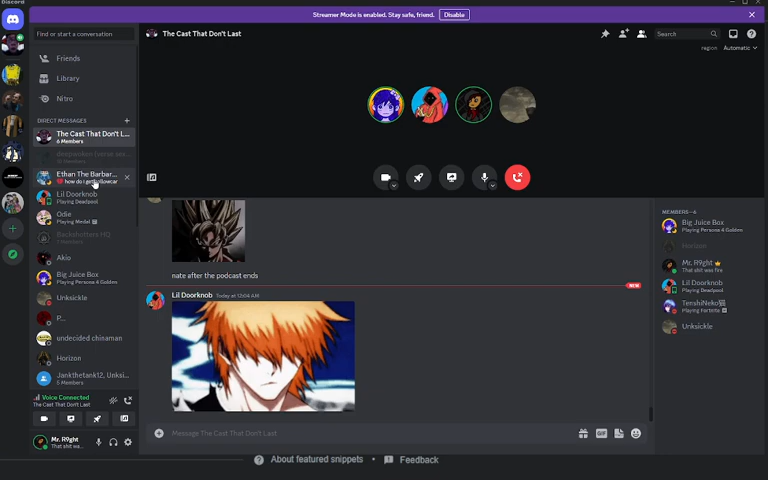 Discord
Streamer Mode is enabled. Stay safe, friend.
Disable
Find or start a conversation
The Cast That Don't Last
Search
region Automatic
Friends
Library
Nitro
DIRECT MESSAGES
The Cast That Don't L...
6 Members
Ethan The Barbar...
how do i
Lil Doorknob
Playing Deadpool
Odie
Playing Medal
Backshotters HQ
Akio
Big Juice Box
Playing Persona 4 Golden
Unksickle
P...
undecided chinaman
Horizon
Jankthetank12, Unksi...
5 Members
Voice Connected
The Cast That Don't Last
Mr. R9ght
That shit wa...
nate after the podcast ends
NEW
Lil Doorknob Today at 12:04 AM
Message The Cast That Don't Last
GIF
MEMBERS—6
Big Juice Box
Playing Persona 4 Golden
Horizon
Mr. R9ght
That shit was fire
Lil Doorknob
Playing Deadpool
TenshiNeko
Playing Fortnite
Unksickle
About featured snippets • Feedback